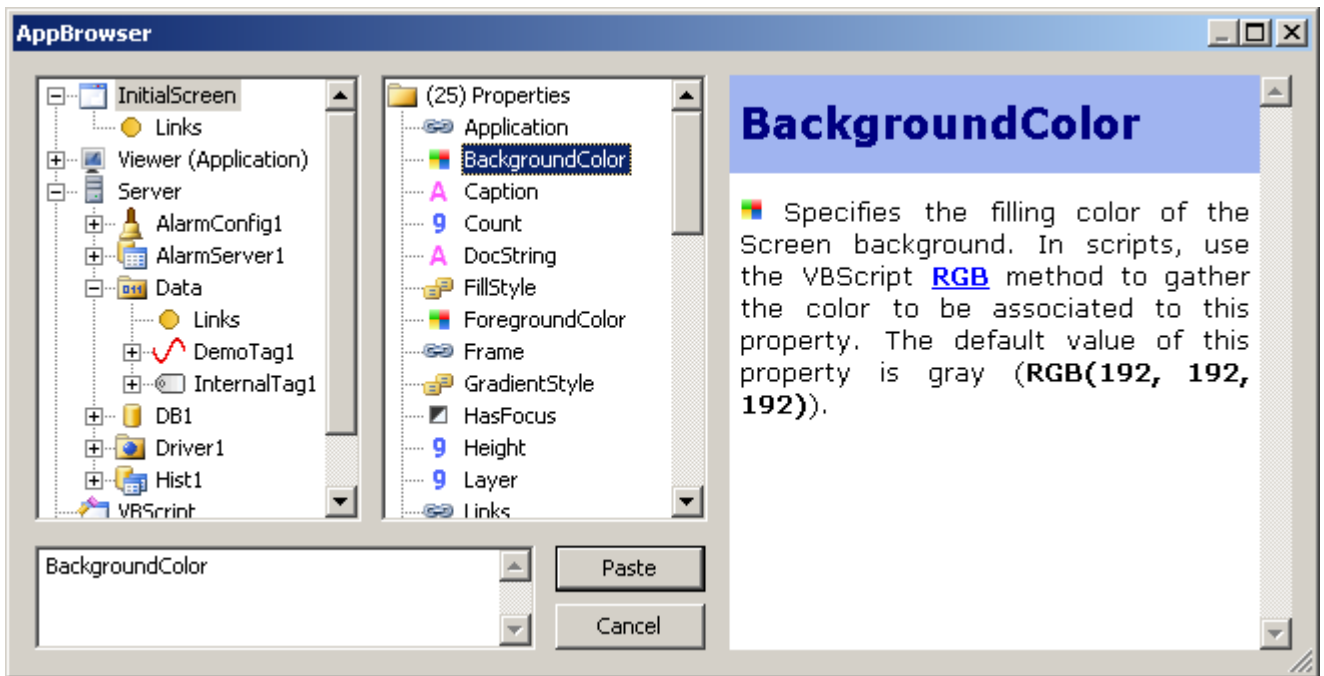 AppBrowser
InitialScreen
Links
Viewer (Application)
Server
AlarmConfig1
AlarmServer1
Data
Links
DemoTag1
InternalTag1
DB1
Driver1
Hist1
VBScript
(25) Properties
Application
BackgroundColor
Caption
Count
DocString
FillStyle
ForegroundColor
Frame
GradientStyle
HasFocus
Height
Layer
Links
BackgroundColor
Specifies the filling color of the
Screen background. In scripts, use
the VBScript RGB method to gather
the color to be associated to this
property. The default value of this
property is gray (RGB(192, 192,
192)).
BackgroundColor
Paste
Cancel